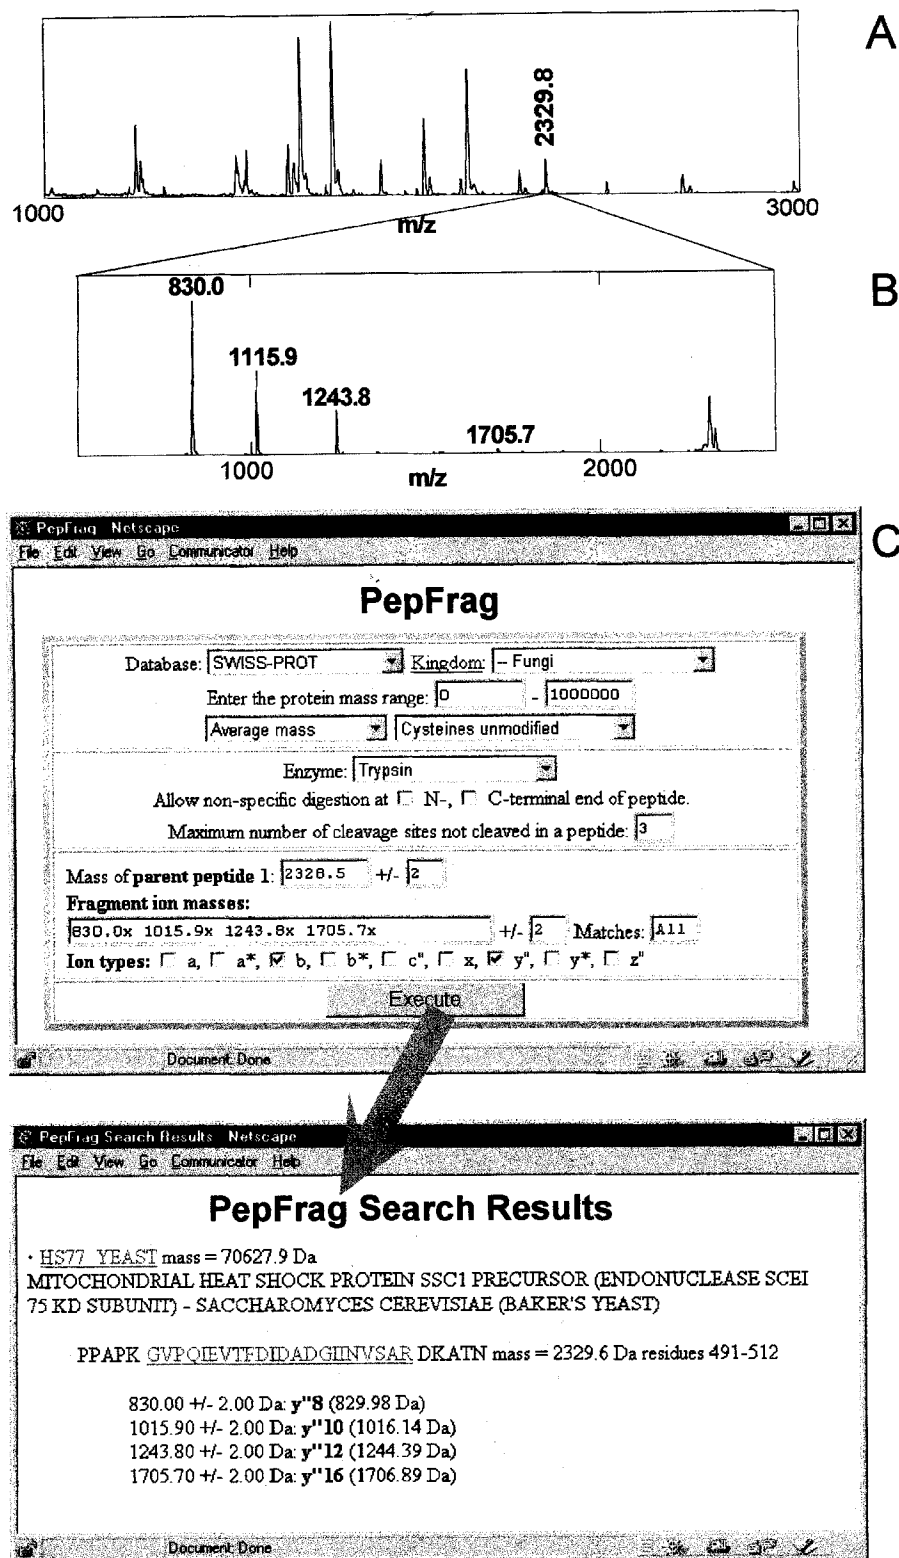 A
2329.8
1000
m/z
3000
B
830.0
1115.9
1243.8
1705.7
1000
m/z
2000
C
PepFrag - Netscape
File Edit View Go Communicator Help
PepFrag
Database: SWISS-PROT Kingdom: -- Fungi
Enter the protein mass range: 0 - 1000000
Average mass Cysteines unmodified
Enzyme: Trypsin
Allow non-specific digestion at N-, C-terminal end of peptide.
Maximum number of cleavage sites not cleaved in a peptide: 3
Mass of parent peptide 1: 2328.5 +/- 2
Fragment ion masses:
830.0x 1015.9x 1243.8x 1705.7x +/- 2 Matches: All
Ion types: a, a*, b, b*, c", x, y", y*, z"
Execute
Document: Done
PepFrag Search Results - Netscape
File Edit View Go Communicator Help
PepFrag Search Results
· HS77_YEAST mass = 70627.9 Da
MITOCHONDRIAL HEAT SHOCK PROTEIN SSC1 PRECURSOR (ENDONUCLEASE SCEI
75 KD SUBUNIT) - SACCHAROMYCES CEREVISIAE (BAKER'S YEAST)
PPAPK GVPQIEVTFDIDADGIINVSAR DKATN mass = 2329.6 Da residues 491-512
830.00 +/- 2.00 Da: y"8 (829.98 Da)
1015.90 +/- 2.00 Da: y"10 (1016.14 Da)
1243.80 +/- 2.00 Da: y"12 (1244.39 Da)
1705.70 +/- 2.00 Da: y"16 (1706.89 Da)
Document: Done